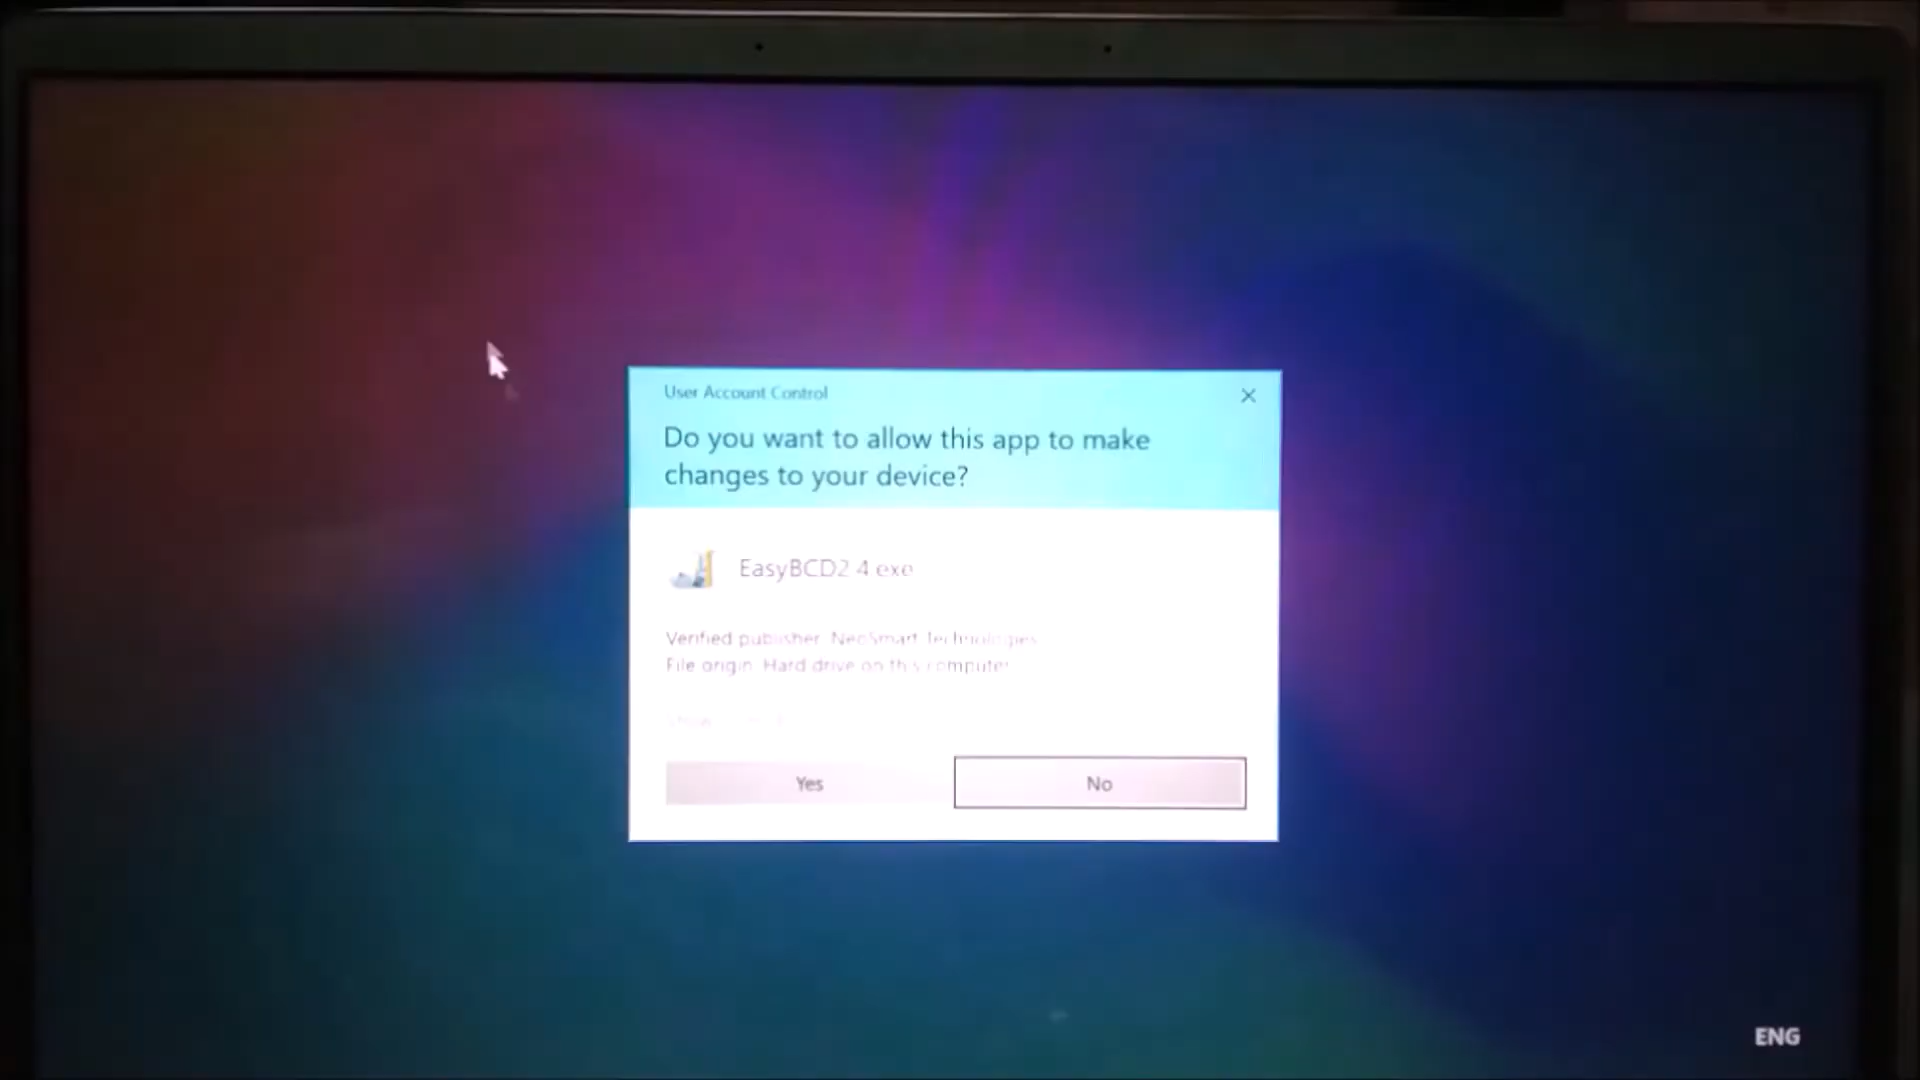 User Account Control
Do you want to allow this app to make
changes to your device?
EasyBCD2 4 exe
Verified publisher: NeoSmart Technologies
File origin: Hard drive on this computer
Show
Yes
No
ENG